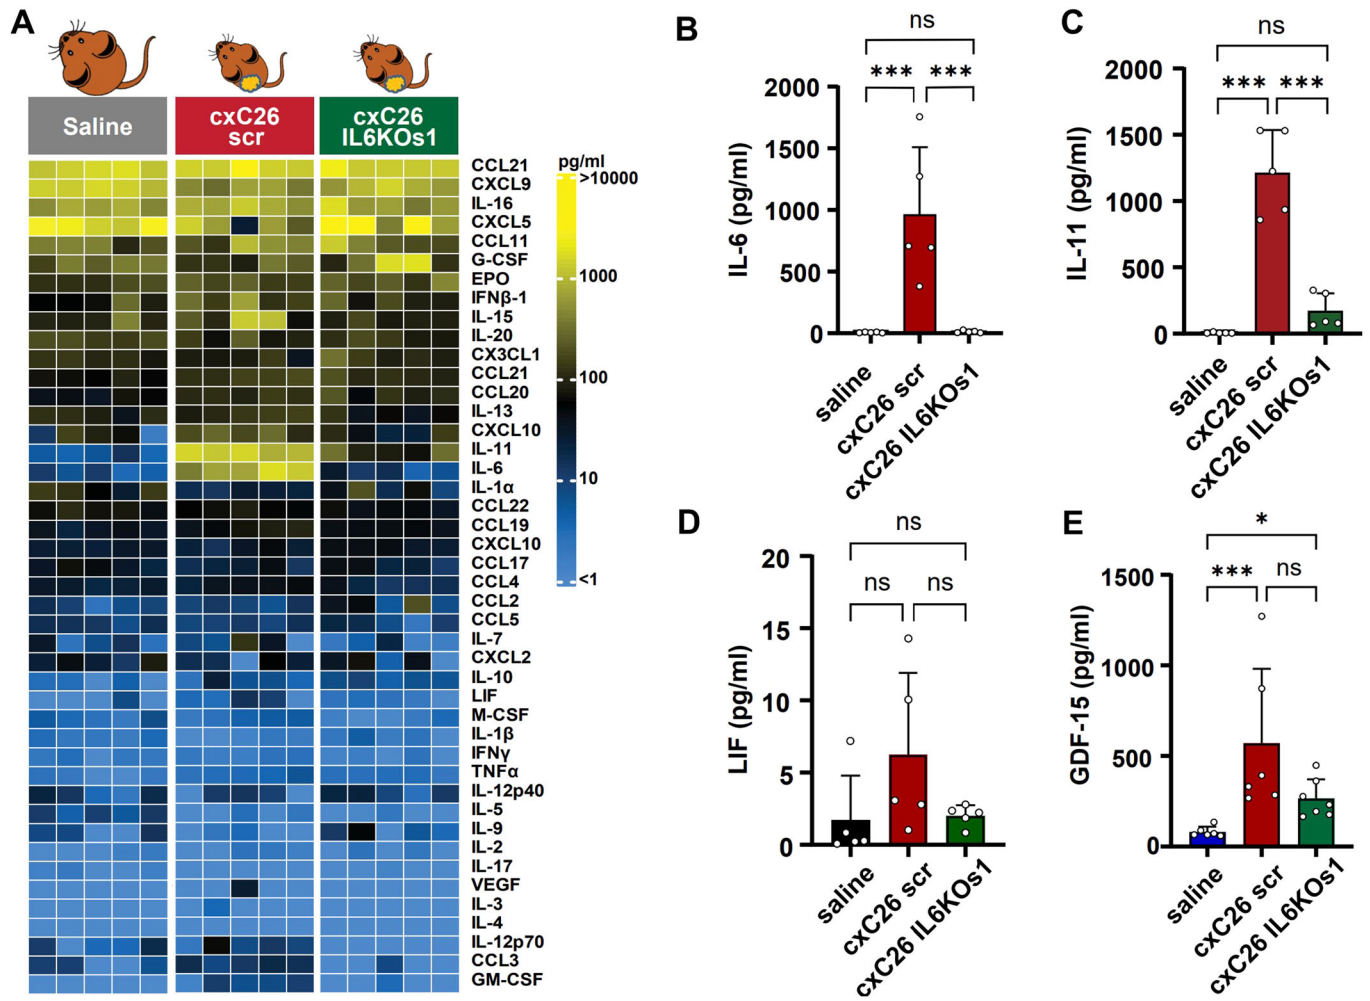 A
Saline
cxC26
scr
cxC26
IL6KOs1
CCL21
CXCL9
IL-16
CXCL5
CCL11
G-CSF
EPO
IFNβ-1
IL-15
IL-20
CX3CL1
CCL21
CCL20
IL-13
CXCL10
IL-11
IL-6
IL-1α
CCL22
CCL19
CXCL10
CCL17
CCL4
CCL2
CCL5
IL-7
CXCL2
IL-10
LIF
M-CSF
IL-1β
IFNγ
TNFα
IL-12p40
IL-5
IL-9
IL-2
IL-17
VEGF
IL-3
IL-4
IL-12p70
CCL3
GM-CSF
pg/ml
>10000
1000
100
10
<1
B
ns
*** ***
IL-6 (pg/ml)
2000
1500
1000
500
0
saline
cxC26 scr
cxC26 IL6KOs1
C
ns
*** ***
IL-11 (pg/ml)
2000
1500
1000
500
0
saline
cxC26 scr
cxC26 IL6KOs1
D
ns
ns ns
LIF (pg/ml)
20
15
10
5
0
saline
cxC26 scr
cxC26 IL6KOs1
E
*
*** ns
GDF-15 (pg/ml)
1500
1000
500
0
saline
cxC26 scr
cxC26 IL6KOs1